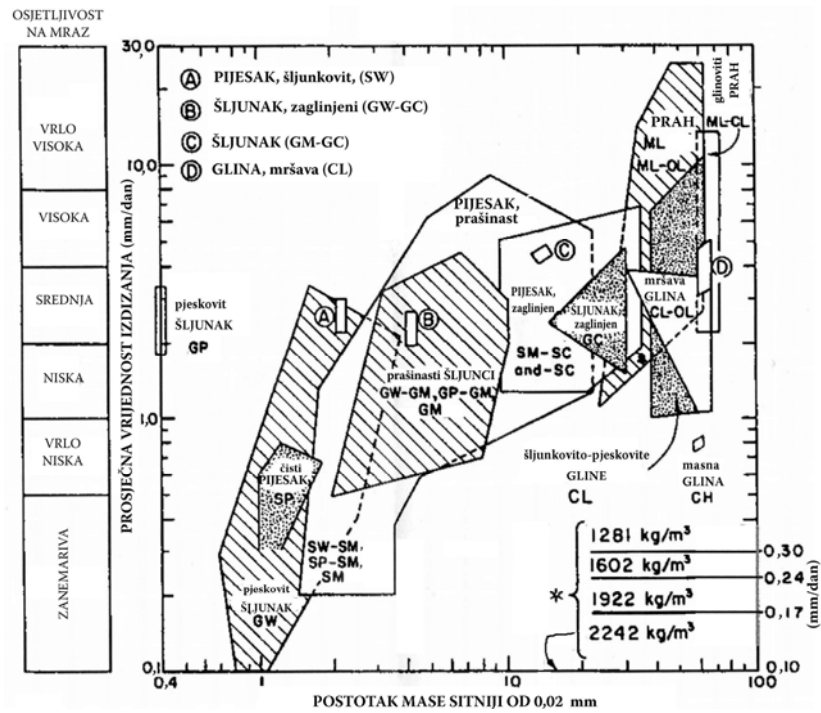 OSJETLJIVOST
NA MRAZ
VRLO
VISOKA
VISOKA
SREDNJA
NISKA
VRLO
NISKA
ZANEMARIVA
PROSJEČNA VRIJEDNOST IZDIZANJA (mm/dan)
30.0
10,0
1,0
0,1
A PIJESAK, šljunkovit, (SW)
B ŠLJUNAK, zaglinjeni (GW-GC)
C ŠLJUNAK (GM-GC)
D GLINA, mršava (CL)
glinoviti
PRAH
PRAH
ML
ML-OL
ML-CL
PIJESAK,
prašinast
C
D
pjeskovit
ŠLJUNAK
GP
A
B
PIJESAK,
zaglinjen
SM-SC
and-SC
ŠLJUNAK,
zaglinjen
GC
mršava
GLINA
CL-OL
prašinasti ŠLJUNCI
GW-GM, GP-GM,
GM
čisti
PIJESAK,
SP
šljunkovito-pjeskovite
GLINE
CL
masna
GLINA
CH
SW-SM,
SP-SM,
SM
pjeskovit
ŠLJUNAK
GW
*
1281 kg/m³
1602 kg/m³
1922 kg/m³
2242 kg/m³
0,30
0,24
0,17
0,10
(mm/dan)
0,4
1
10
100
POSTOTAK MASE SITNIJI OD 0,02 mm